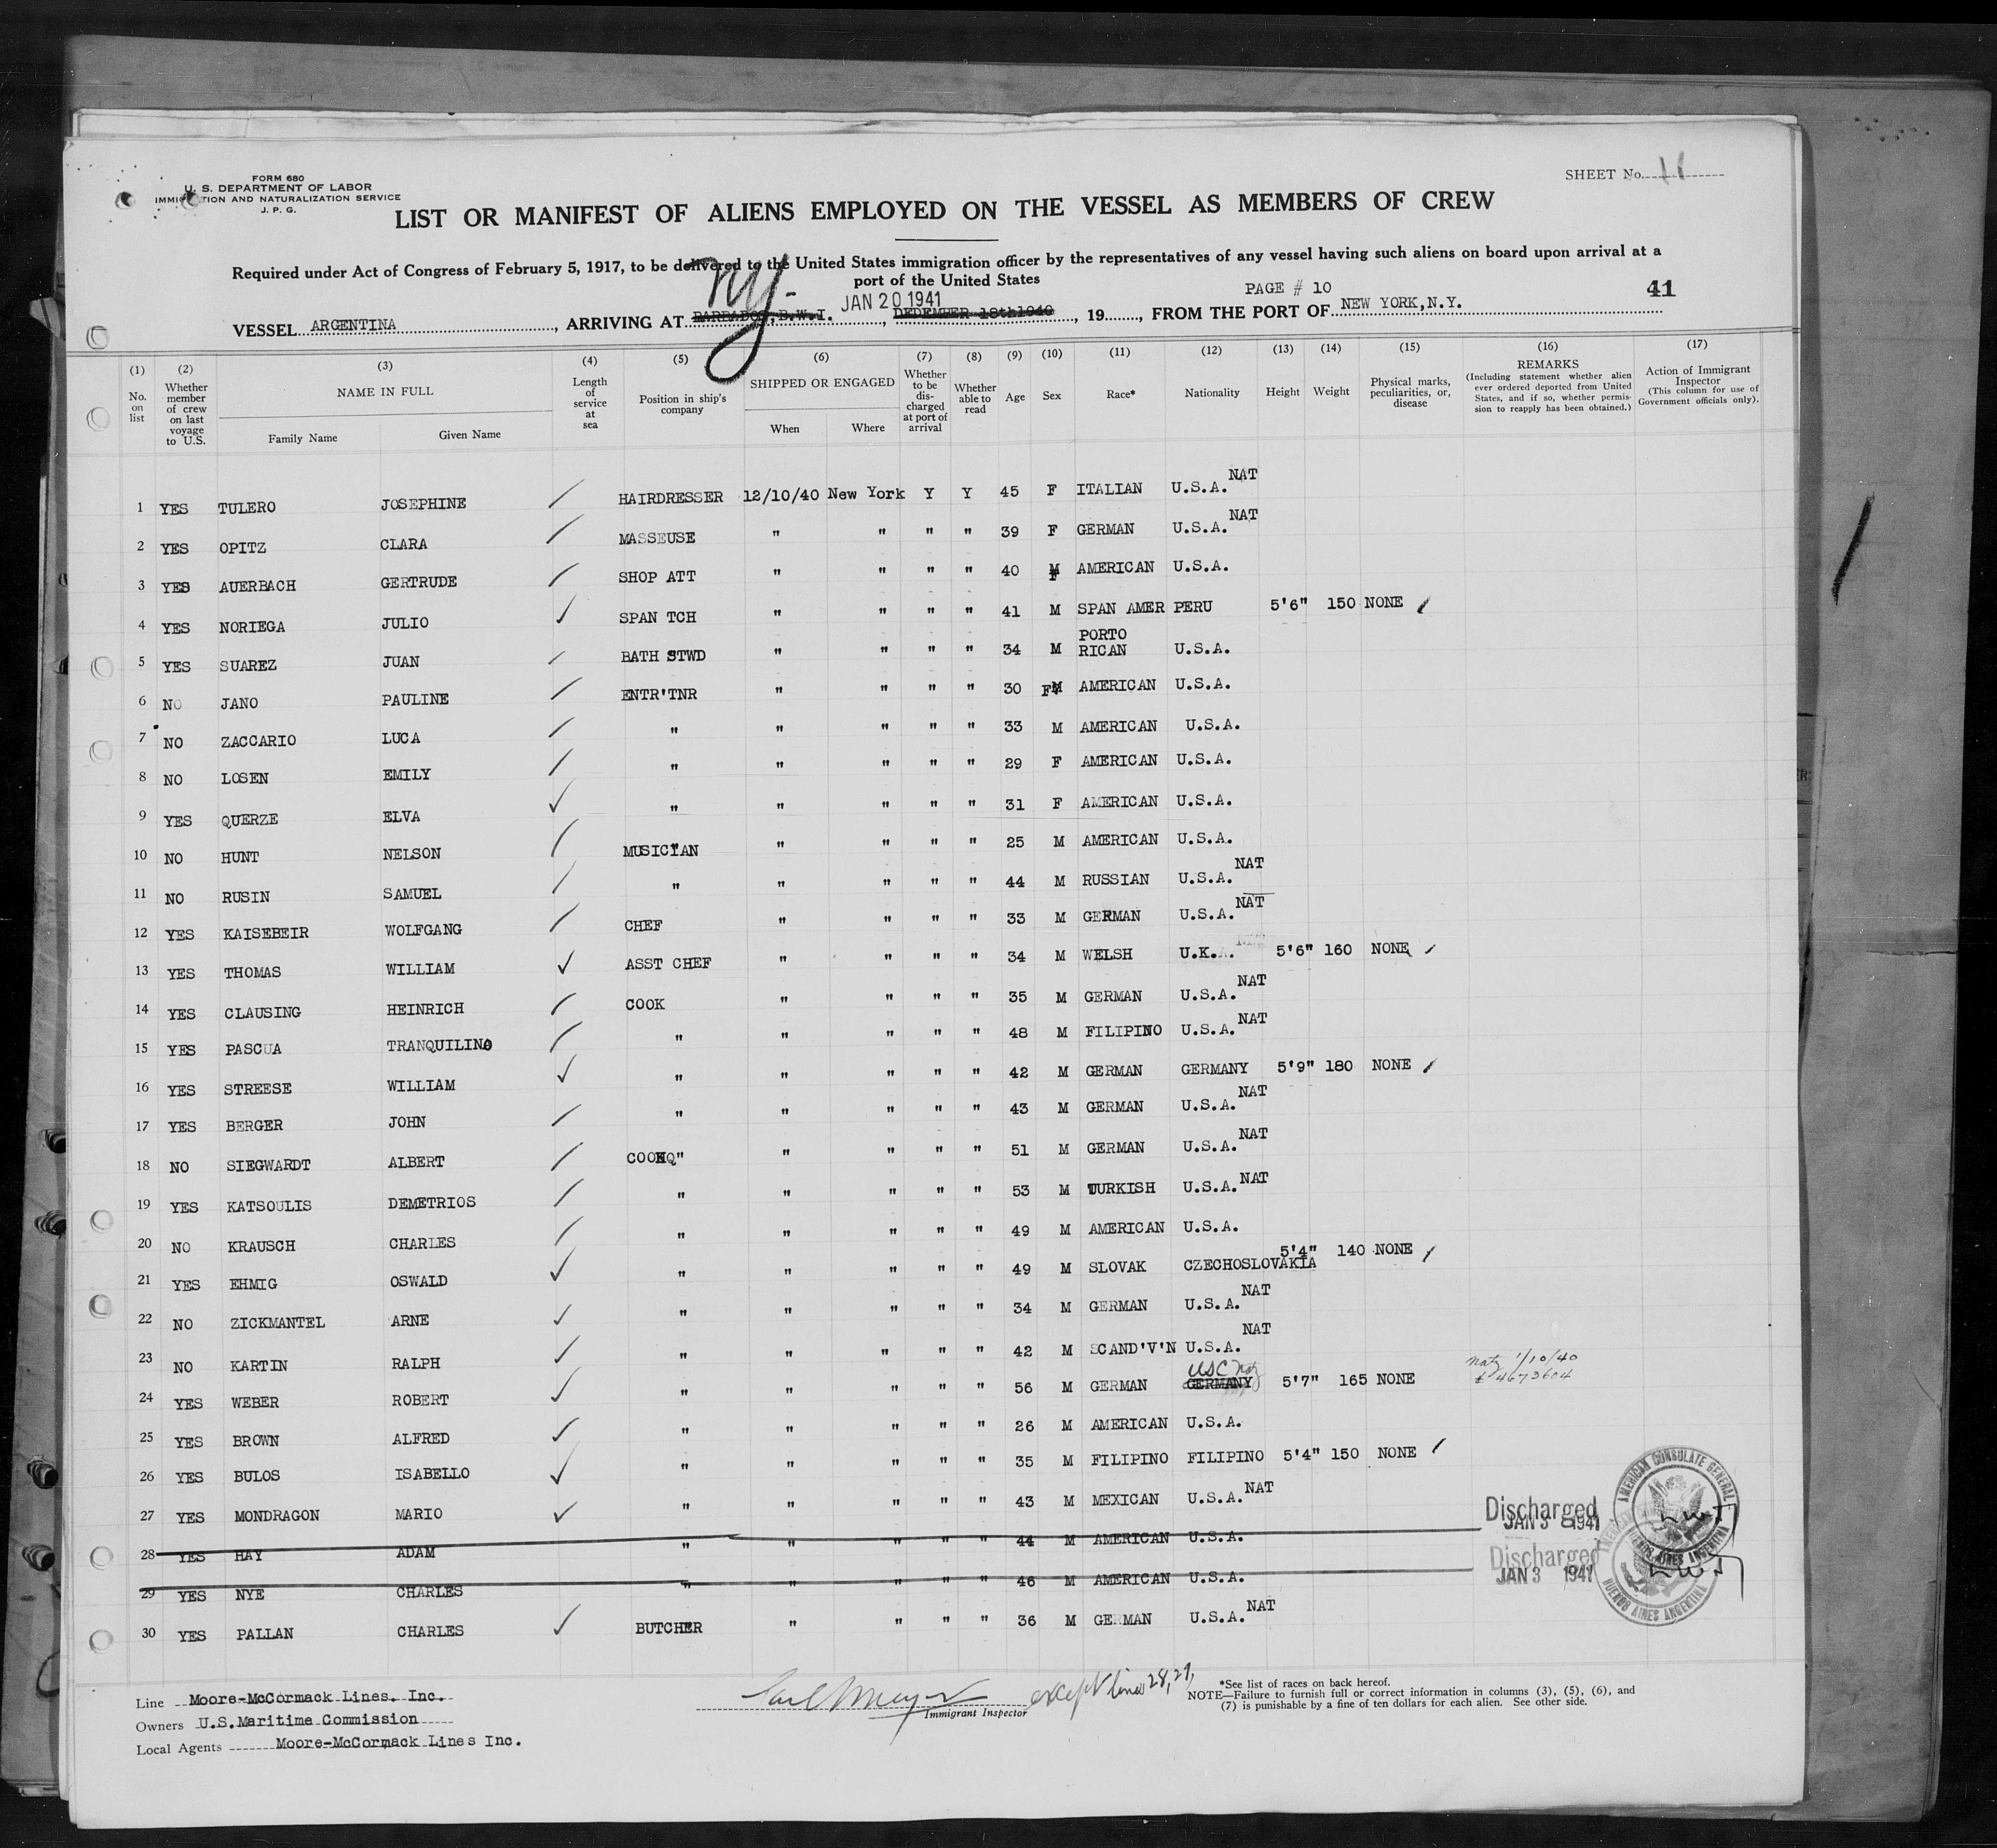 FORM 680
U. S. DEPARTMENT OF LABOR
IMMIGRATION AND NATURALIZATION SERVICE
J. P. G.
SHEET No. 11
LIST OR MANIFEST OF ALIENS EMPLOYED ON THE VESSEL AS MEMBERS OF CREW
Required under Act of Congress of February 5, 1917, to be delivered to the United States immigration officer by the representatives of any vessel having such aliens on board upon arrival at a
port of the United States
PAGE # 10
41
NY. JAN 20 1941
VESSEL ARGENTINA, ARRIVING AT BARBADOS, B.W.I., DECEMBER 18th1940, 19, FROM THE PORT OF NEW YORK, N.Y.
(1) (2) (3) (4) (5) (6) (7) (8) (9) (10) (11) (12) (13) (14) (15) (16) (17)
No. on list
Whether member of crew on last voyage to U.S.
NAME IN FULL
Family Name Given Name
Length of service at sea
Position in ship's company
SHIPPED OR ENGAGED
When Where
Whether to be discharged at port of arrival
Whether able to read
Age Sex Race* Nationality Height Weight
Physical marks, peculiarities, or, disease
REMARKS
(Including statement whether alien ever ordered deported from United States, and if so, whether permission to reapply has been obtained.)
Action of Immigrant Inspector
(This column for use of Government officials only).
1 YES TULERO JOSEPHINE HAIRDRESSER 12/10/40 New York Y Y 45 F ITALIAN U.S.A. NAT
2 YES OPITZ CLARA MASSEUSE " " " " 39 F GERMAN U.S.A. NAT
3 YES AUERBACH GERTRUDE SHOP ATT " " " " 40 F AMERICAN U.S.A.
4 YES NORIEGA JULIO SPAN TCH " " " " 41 M SPAN AMER PERU 5'6" 150 NONE
5 YES SUAREZ JUAN BATH STWD " " " " 34 M PORTO RICAN U.S.A.
6 NO JANO PAULINE ENTR'TNR " " " " 30 F AMERICAN U.S.A.
7 NO ZACCARIO LUCA " " " " " 33 M AMERICAN U.S.A.
8 NO LOSEN EMILY " " " " " 29 F AMERICAN U.S.A.
9 YES QUERZE ELVA " " " " " 31 F AMERICAN U.S.A.
10 NO HUNT NELSON MUSICIAN " " " " 25 M AMERICAN U.S.A.
11 NO RUSIN SAMUEL " " " " " 44 M RUSSIAN U.S.A. NAT
12 YES KAISEBEIR WOLFGANG CHEF " " " " 33 M GERMAN U.S.A. NAT
13 YES THOMAS WILLIAM ASST CHEF " " " " 34 M WELSH U.K. 5'6" 160 NONE
14 YES CLAUSING HEINRICH COOK " " " " 35 M GERMAN U.S.A. NAT
15 YES PASCUA TRANQUILINO " " " " " 48 M FILIPINO U.S.A. NAT
16 YES STREESE WILLIAM " " " " " 42 M GERMAN GERMANY 5'9" 180 NONE
17 YES BERGER JOHN " " " " " 43 M GERMAN U.S.A. NAT
18 NO SIEGWARDT ALBERT COOK " " " " 51 M GERMAN U.S.A. NAT
19 YES KATSOULIS DEMETRIOS " " " " " 53 M TURKISH U.S.A. NAT
20 NO KRAUSCH CHARLES " " " " " 49 M AMERICAN U.S.A.
21 YES EHMIG OSWALD " " " " " 49 M SLOVAK CZECHOSLOVAKIA 5'4" 140 NONE
22 NO ZICKMANTEL ARNE " " " " " 34 M GERMAN U.S.A. NAT
23 NO KARTIN RALPH " " " " " 42 M SCAND'V'N U.S.A. NAT
24 YES WEBER ROBERT " " " " " 56 M GERMAN GERMANY USC Natz 5'7" 165 NONE Natz 1/10/40 # 4673604
25 YES BROWN ALFRED " " " " " 26 M AMERICAN U.S.A.
26 YES BULOS ISABELLO " " " " " 35 M FILIPINO FILIPINO 5'4" 150 NONE
27 YES MONDRAGON MARIO " " " " " 43 M MEXICAN U.S.A. NAT
28 YES HAY ADAM " " " " " 44 M AMERICAN U.S.A. Discharged JAN 3 1941
29 YES NYE CHARLES " " " " " 46 M AMERICAN U.S.A. Discharged JAN 3 1941
30 YES PALLAN CHARLES BUTCHER " " " " 36 M GERMAN U.S.A. NAT
AMERICAN CONSULATE GENERAL
BUENOS AIRES ARGENTINA
BUENOS AIRES ARGENTINA
Line Moore-McCormack Lines. Inc.
Owners U.S. Maritime Commission
Local Agents Moore-McCormack Lines Inc.
except lines 28, 29,
Immigrant Inspector
*See list of races on back hereof.
NOTE—Failure to furnish full or correct information in columns (3), (5), (6), and
(7) is punishable by a fine of ten dollars for each alien. See other side.